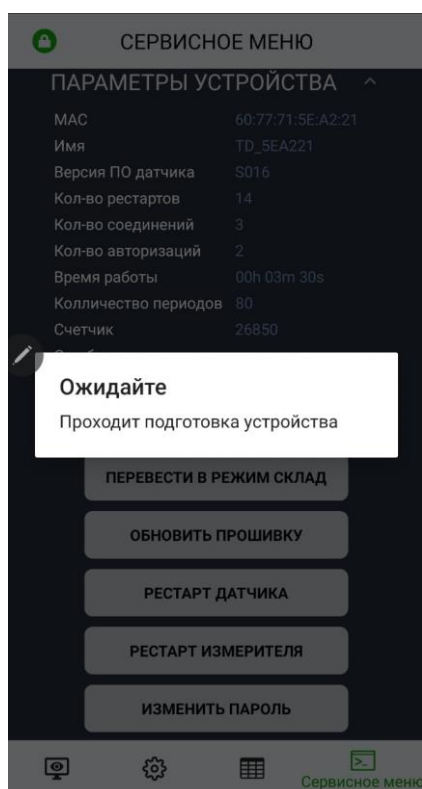 СЕРВИСНОЕ МЕНЮ
ПАРАМЕТРЫ УСТРОЙСТВА
MAC 60:77:71:5E:A2:21
Имя TD_5EA221
Версия ПО датчика S016
Кол-во рестартов 14
Кол-во соединений 3
Кол-во авторизаций 2
Время работы 00h 03m 30s
Колличество периодов 80
Счетчик 26850
Ожидайте
Проходит подготовка устройства
ПЕРЕВЕСТИ В РЕЖИМ СКЛАД
ОБНОВИТЬ ПРОШИВКУ
РЕСТАРТ ДАТЧИКА
РЕСТАРТ ИЗМЕРИТЕЛЯ
ИЗМЕНИТЬ ПАРОЛЬ
Сервисное меню